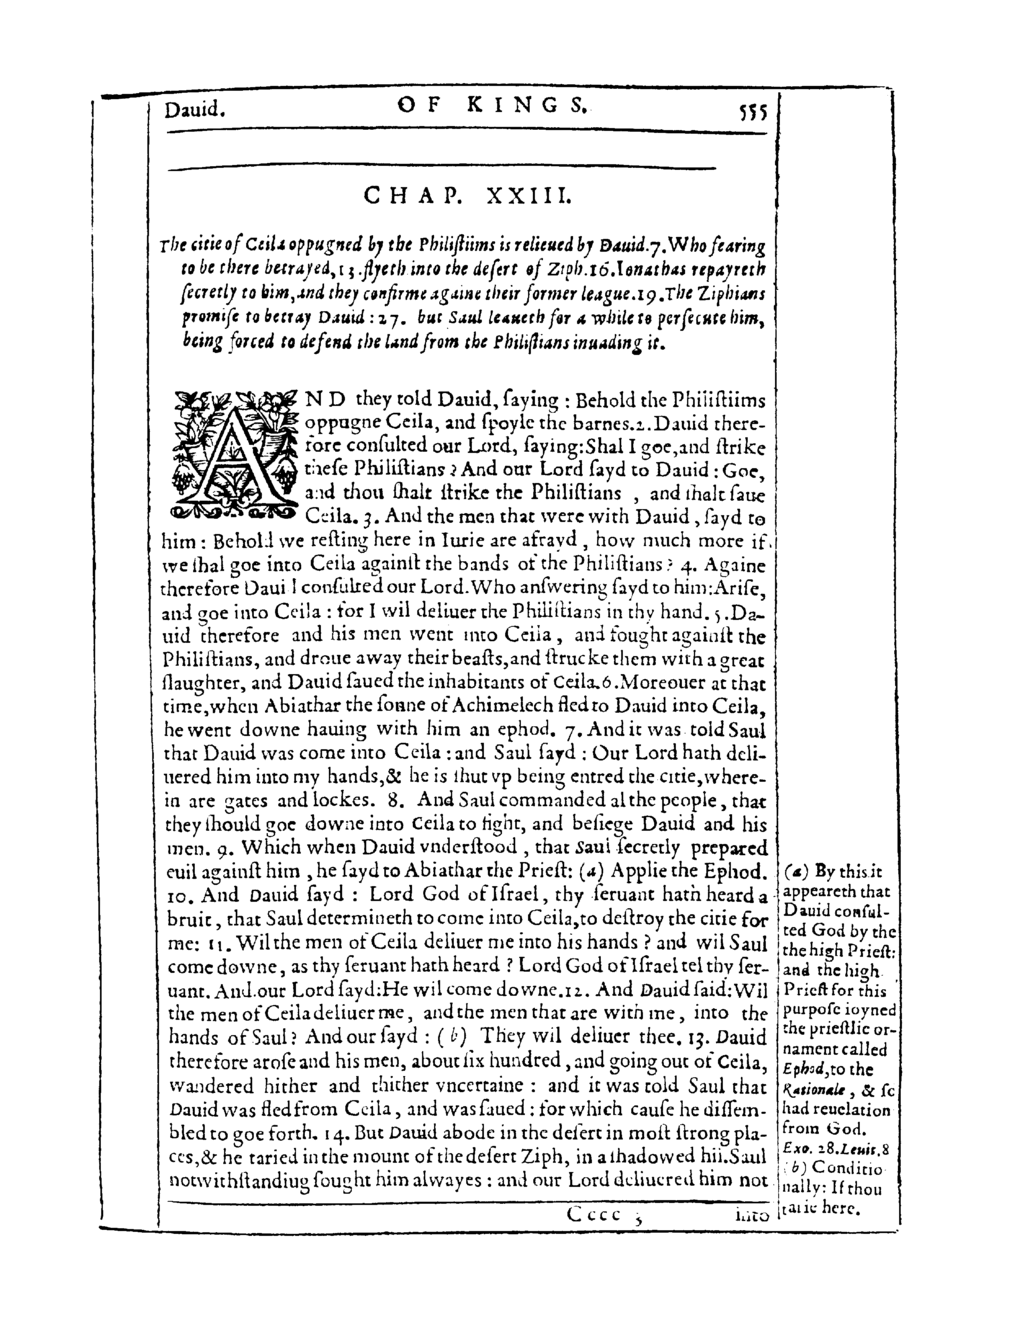 Dauid. OF KINGS. 555
CHAP. XXIII.
The citie of Ceila oppugned by the Philiſtiims is relieued by Dauid. 7. Who fearing
to be there betrayed, 13. flyeth into the deſert of Ziph. 16. Ionathas repayreth
ſecretly to him, and they confirme againe their former league. 19. The Ziphians
promiſe to betray Dauid: 27. but Saul leaueth for a while to perſecute him,
being forced to defend the land from the Philiſtians inuading it.
AND they told Dauid, ſaying: Behold the Philiſtiims
oppugne Ceila, and ſpoyle the barnes. 2. Dauid there-
fore conſulted our Lord, ſaying: Shal I goe, and ſtrike
theſe Philiſtians? And our Lord ſayd to Dauid: Goe,
and thou ſhalt ſtrike the Philiſtians, and ſhalt ſaue
Ceila. 3. And the men that were with Dauid, ſayd to
him: Behold we reſting here in Iurie are afrayd, how much more if
we ſhal goe into Ceila againſt the bands of the Philiſtians? 4. Againe
therefore Dauid conſulted our Lord. Who anſwering ſayd to him: Ariſe,
and goe into Ceila: for I wil deliuer the Philiſtians in thy hand. 5. Da-
uid therefore and his men went into Ceila, and fought againſt the
Philiſtians, and droue away their beaſts, and ſtrucke them with a great
ſlaughter, and Dauid ſaued the inhabitants of Ceila. 6. Moreouer at that
time, when Abiathar the ſonne of Achimelech fled to Dauid into Ceila,
he went downe hauing with him an ephod. 7. And it was told Saul
that Dauid was come into Ceila: and Saul ſayd: Our Lord hath deli-
uered him into my hands, & he is ſhut vp being entred the citie, where-
in are gates and lockes. 8. And Saul commanded al the people, that
they ſhould goe downe into Ceila to fight, and beſiege Dauid and his
men. 9. Which when Dauid vnderſtood, that Saul ſecretly prepared
euil againſt him, he ſayd to Abiathar the Prieſt: (a) Applie the Ephod.
10. And Dauid ſayd: Lord God of Iſrael, thy ſeruant hath heard a
bruit, that Saul determineth to come into Ceila, to deſtroy the citie for
me: 11. Wil the men of Ceila deliuer me into his hands? and wil Saul
come downe, as thy ſeruant hath heard? Lord God of Iſrael tel thy ſer-
uant. And our Lord ſayd: He wil come downe. 12. And Dauid ſaid: Wil
the men of Ceila deliuer me, and the men that are with me, into the
hands of Saul? And our ſayd: (b) They wil deliuer thee. 13. Dauid
therefore aroſe and his men, about ſix hundred, and going out of Ceila,
wandered hither and thither vncertaine: and it was told Saul that
Dauid was fled from Ceila, and was ſaued: for which cauſe he diſſem-
bled to goe forth. 14. But Dauid abode in the deſert in moſt ſtrong pla-
ces, & he taried in the mount of the deſert Ziph, in a ſhadowed hil. Saul
notwithſtandiug ſought him alwayes: and our Lord deliuered him not
Cccc 3 into
(a) By this it
appeareth that
Dauid conſul-
ted God by the
the high Prieſt:
and the high
Prieſt for this
purpoſe ioyned
the prieſtlie or-
nament called
Ephod, to the
Rationale, & ſo
had reuelation
from God.
Exo. 28. Leuit. 8
(b) Conditio
nally: If thou
tarie here.